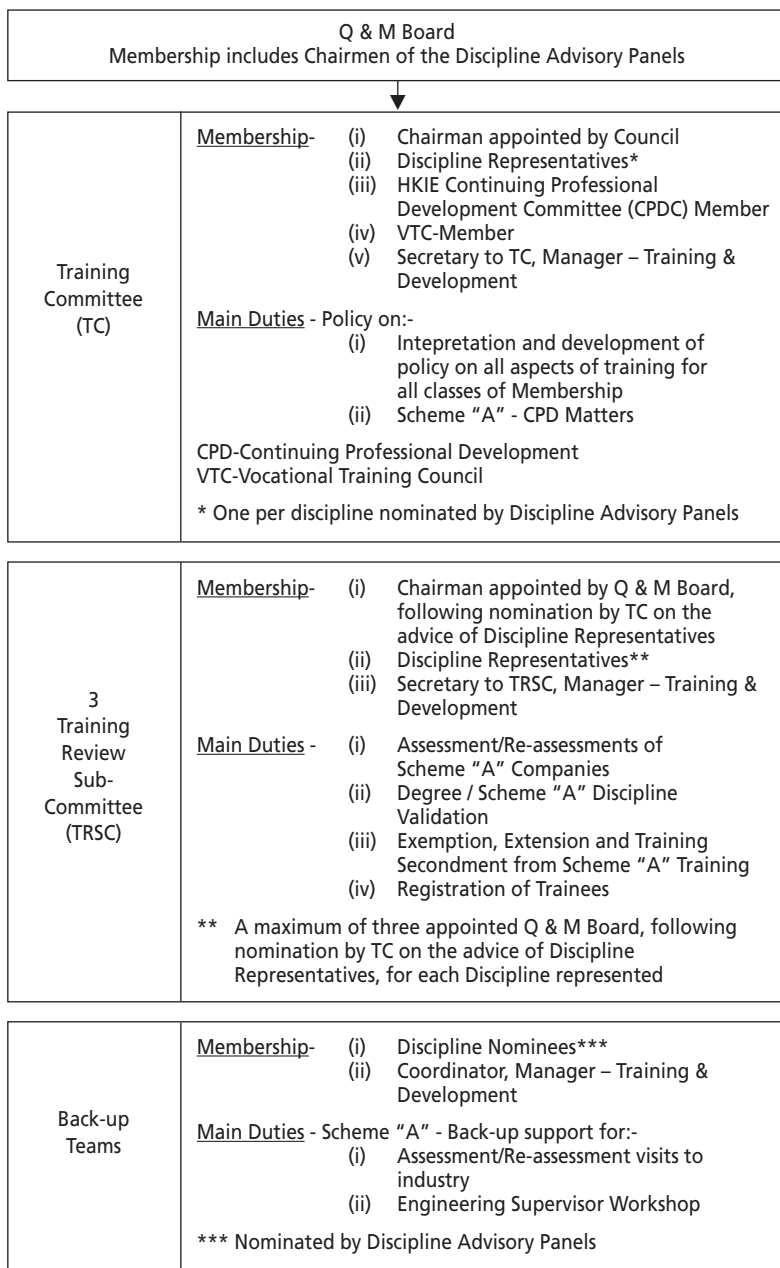 Q & M Board
Membership includes Chairmen of the Discipline Advisory Panels
Training
Committee
(TC)
Membership- (i) Chairman appointed by Council
(ii) Discipline Representatives*
(iii) HKIE Continuing Professional
Development Committee (CPDC) Member
(iv) VTC-Member
(v) Secretary to TC, Manager – Training &
Development
Main Duties - Policy on:-
(i) Intepretation and development of
policy on all aspects of training for
all classes of Membership
(ii) Scheme “A” - CPD Matters
CPD-Continuing Professional Development
VTC-Vocational Training Council
* One per discipline nominated by Discipline Advisory Panels
3
Training
Review
Sub-
Committee
(TRSC)
Membership- (i) Chairman appointed by Q & M Board,
following nomination by TC on the
advice of Discipline Representatives
(ii) Discipline Representatives**
(iii) Secretary to TRSC, Manager – Training &
Development
Main Duties - (i) Assessment/Re-assessments of
Scheme “A” Companies
(ii) Degree / Scheme “A” Discipline
Validation
(iii) Exemption, Extension and Training
Secondment from Scheme “A” Training
(iv) Registration of Trainees
** A maximum of three appointed Q & M Board, following
nomination by TC on the advice of Discipline
Representatives, for each Discipline represented
Back-up
Teams
Membership- (i) Discipline Nominees***
(ii) Coordinator, Manager – Training &
Development
Main Duties - Scheme “A” - Back-up support for:-
(i) Assessment/Re-assessment visits to
industry
(ii) Engineering Supervisor Workshop
*** Nominated by Discipline Advisory Panels